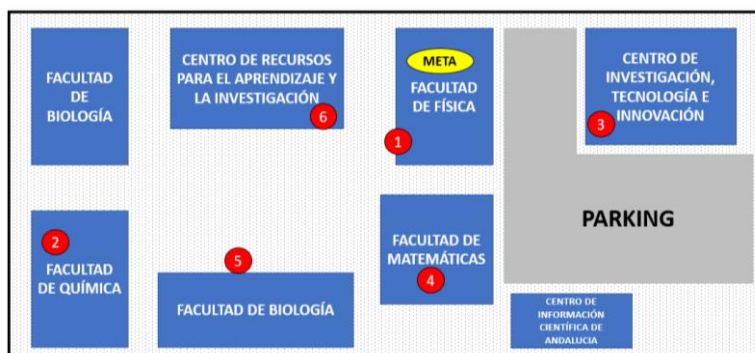 FACULTAD
DE
BIOLOGÍA
CENTRO DE RECURSOS
PARA EL APRENDIZAJE Y
LA INVESTIGACIÓN
6
META
FACULTAD
DE FÍSICA
1
CENTRO DE
INVESTIGACIÓN,
TECNOLOGÍA E
INNOVACIÓN
3
2
FACULTAD
DE QUÍMICA
5
FACULTAD DE BIOLOGÍA
FACULTAD DE
MATEMÁTICAS
4
PARKING
CENTRO DE
INFORMACIÓN
CIENTÍFICA DE
ANDALUCIA